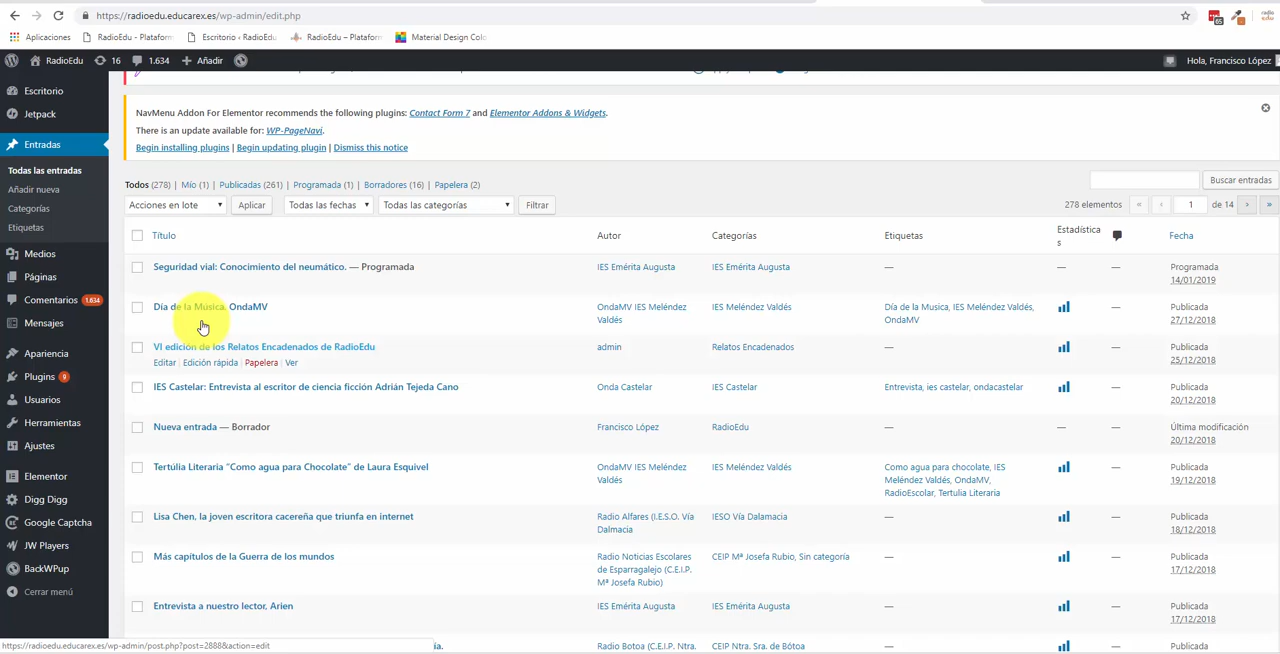 https://radioedu.educarex.es/wp-admin/edit.php
Aplicaciones RadioEdu - Plataform Escritorio ‹ RadioEdu RadioEdu – Plataform Material Design Colo
RadioEdu 16 1.634 Añadir Hola, Francisco López
Escritorio
Jetpack
Entradas
Todas las entradas
Añadir nueva
Categorías
Etiquetas
Medios
Páginas
Comentarios 1.634
Mensajes
Apariencia
Plugins 9
Usuarios
Herramientas
Ajustes
Elementor
Digg Digg
Google Captcha
JW Players
BackWPup
Cerrar menú
NavMenu Addon For Elementor recommends the following plugins: Contact Form 7 and Elementor Addons & Widgets.
There is an update available for: WP-PageNavi.
Begin installing plugins | Begin updating plugin | Dismiss this notice
Todos (278) | Mío (1) | Publicadas (261) | Programada (1) | Borradores (16) | Papelera (2)
Buscar entradas
Acciones en lote Aplicar Todas las fechas Todas las categorías Filtrar 278 elementos « ‹ 1 de 14 › »
Título Autor Categorías Etiquetas Estadística
s
Fecha
Seguridad vial: Conocimiento del neumático. — Programada IES Emérita Augusta IES Emérita Augusta — — — Programada
14/01/2019
Día de la Música, OndaMV OndaMV IES Meléndez IES Meléndez Valdés Día de la Musica, IES Meléndez Valdés, — Publicada
Valdés OndaMV 27/12/2018
VI edición de los Relatos Encadenados de RadioEdu admin Relatos Encadenados — — Publicada
Editar | Edición rápida | Papelera | Ver 25/12/2018
IES Castelar: Entrevista al escritor de ciencia ficción Adrián Tejeda Cano Onda Castelar IES Castelar Entrevista, ies castelar, ondacastelar — Publicada
20/12/2018
Nueva entrada — Borrador Francisco López RadioEdu — — — Última modificación
20/12/2018
Tertúlia Literaria “Como agua para Chocolate” de Laura Esquivel OndaMV IES Meléndez IES Meléndez Valdés Como agua para chocolate, IES — Publicada
Valdés Meléndez Valdés, OndaMV, 19/12/2018
RadioEscolar, Tertulia Literaria
Lisa Chen, la joven escritora cacereña que triunfa en internet Radio Alfares (I.E.S.O. Vía IESO Vía Dalamacia — — Publicada
Dalmacia 18/12/2018
Más capítulos de la Guerra de los mundos Radio Noticias Escolares CEIP Mª Josefa Rubio, Sin categoría — — Publicada
de Esparragalejo (C.E.I.P. 17/12/2018
Mª Josefa Rubio)
Entrevista a nuestro lector, Arien IES Emérita Augusta IES Emérita Augusta — — Publicada
17/12/2018
https://radioedu.educarex.es/wp-admin/post.php?post=2888&action=edit ía. Radio Botoa (C.E.I.P. Ntra. CEIP Ntra. Sra. de Bótoa — — Publicada